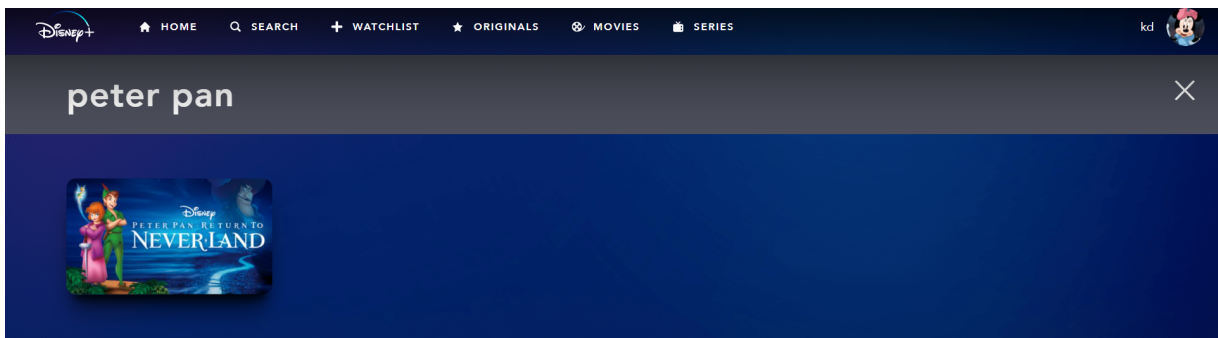 Disney+
HOME
SEARCH
WATCHLIST
ORIGINALS
MOVIES
SERIES
kd
peter pan
Disney
PETER PAN RETURN TO
NEVER LAND